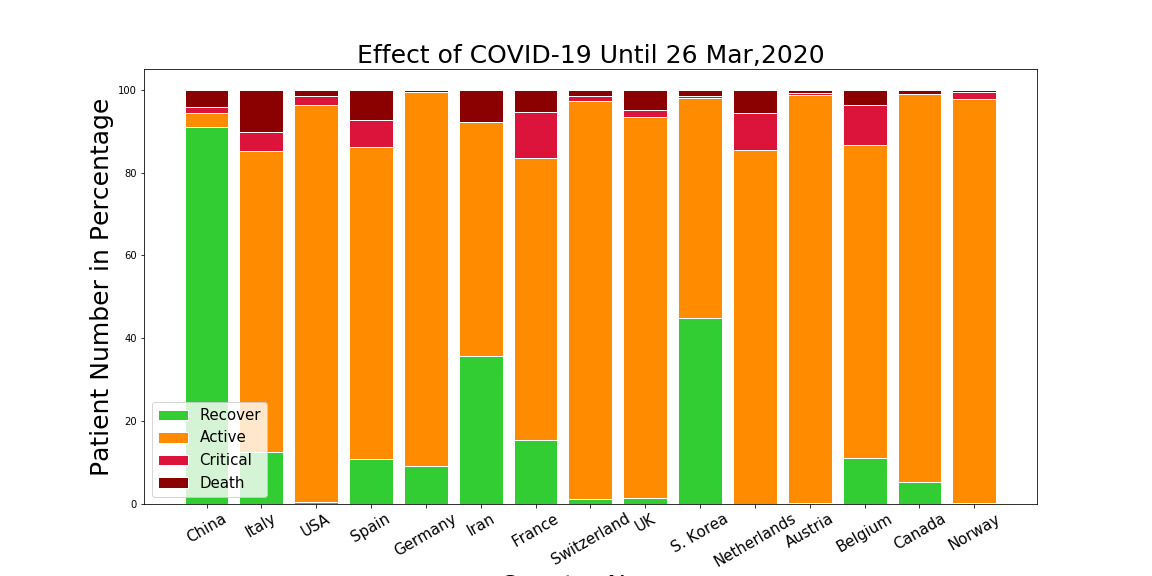 Effect of COVID-19 Until 26 Mar,2020
Patient Number in Percentage
100
80
60
40
20
0
Recover
Active
Critical
Death
China
Italy
USA
Spain
Germany
Iran
France
Switzerland
UK
S. Korea
Netherlands
Austria
Belgium
Canada
Norway